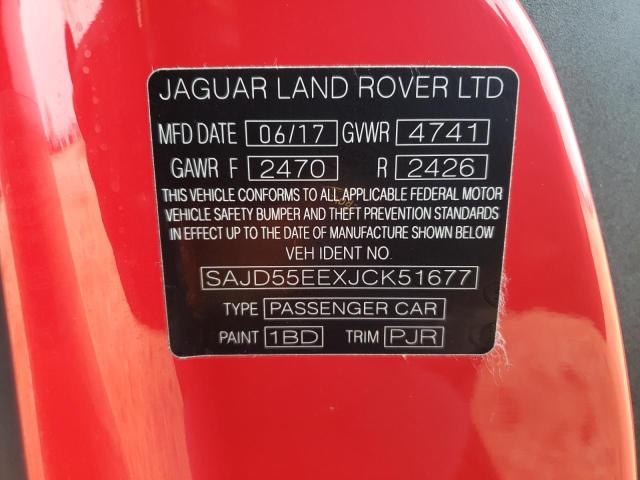 JAGUAR LAND ROVER LTD
MFD DATE 06/17 GVWR 4741
GAWR F 2470 R 2426
THIS VEHICLE CONFORMS TO ALL APPLICABLE FEDERAL MOTOR
VEHICLE SAFETY BUMPER AND THEFT PREVENTION STANDARDS
IN EFFECT UP TO THE DATE OF MANUFACTURE SHOWN BELOW
VEH IDENT NO.
SAJD55EEXJCK51677
TYPE PASSENGER CAR
PAINT 1BD TRIM PJR